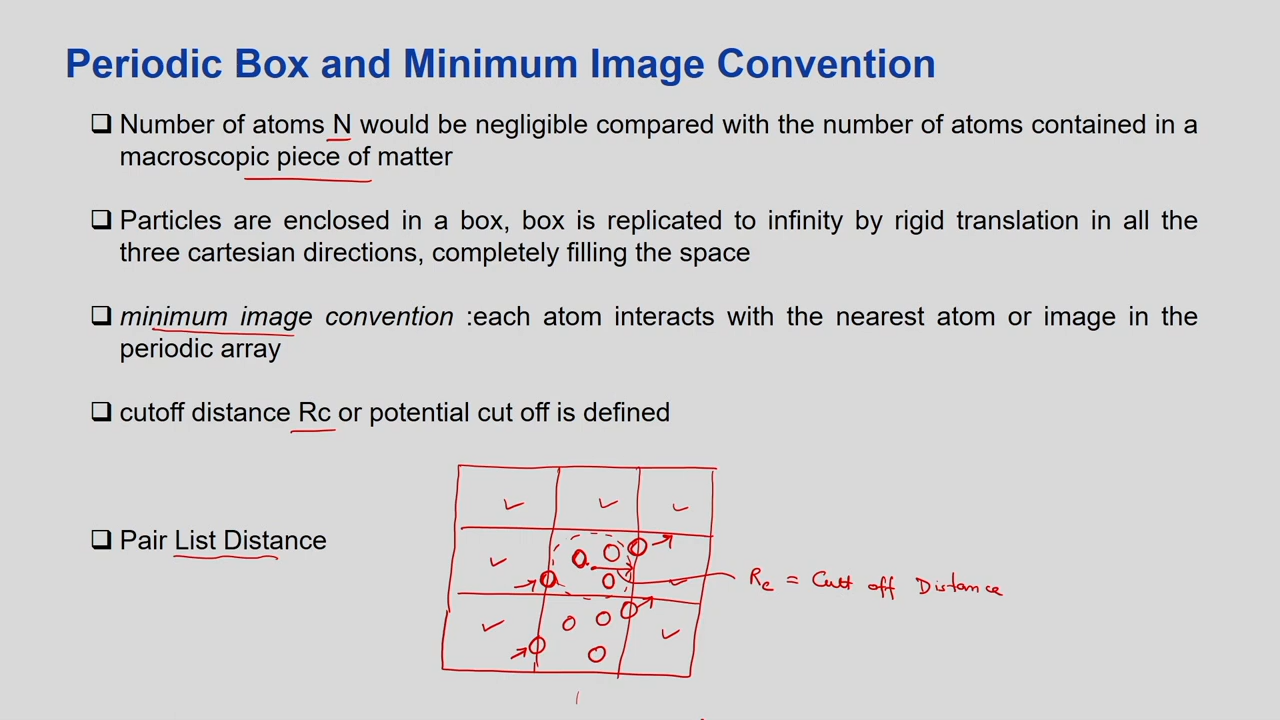 Periodic Box and Minimum Image Convention
❑ Number of atoms N would be negligible compared with the number of atoms contained in a
macroscopic piece of matter
❑ Particles are enclosed in a box, box is replicated to infinity by rigid translation in all the
three cartesian directions, completely filling the space
❑ minimum image convention :each atom interacts with the nearest atom or image in the
periodic array
❑ cutoff distance Rc or potential cut off is defined
❑ Pair List Distance
Rc = Cutt off Distance